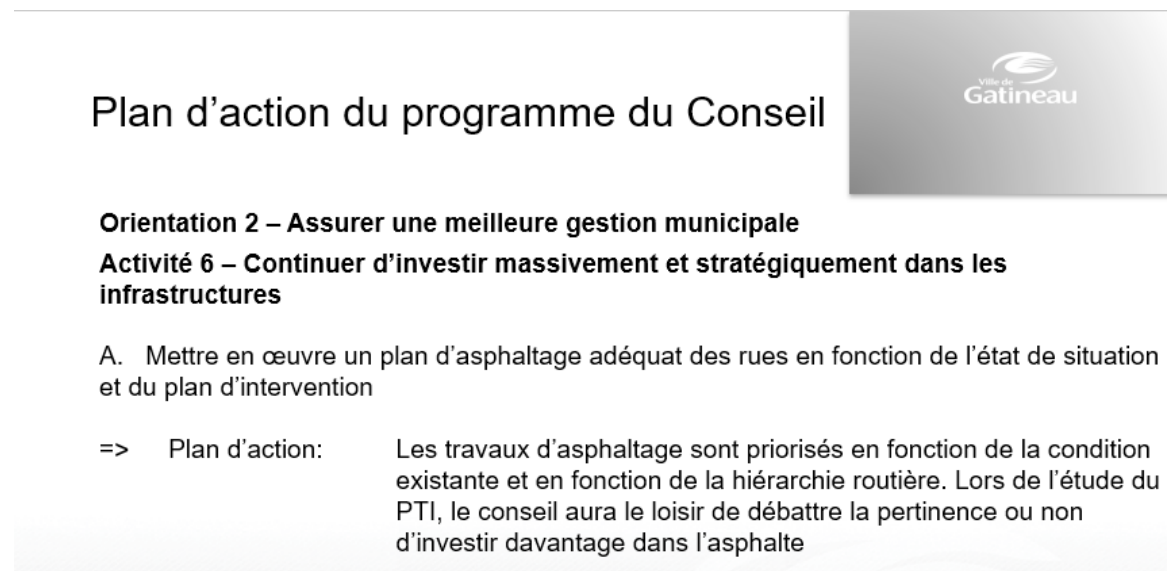 Ville de
Gatineau
Plan d’action du programme du Conseil
Orientation 2 – Assurer une meilleure gestion municipale
Activité 6 – Continuer d’investir massivement et stratégiquement dans les
infrastructures
A. Mettre en œuvre un plan d’asphaltage adéquat des rues en fonction de l’état de situation
et du plan d’intervention
=> Plan d’action: Les travaux d’asphaltage sont priorisés en fonction de la condition
existante et en fonction de la hiérarchie routière. Lors de l’étude du
PTI, le conseil aura le loisir de débattre la pertinence ou non
d’investir davantage dans l’asphalte